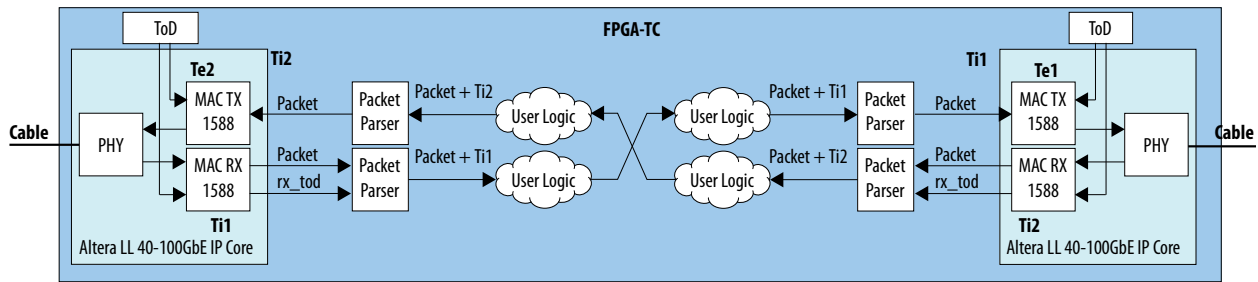 FPGA-TC
ToD
Ti2
Te2
MAC TX
1588
Packet
Packet
Parser
Packet + Ti2
User Logic
User Logic
Packet + Ti1
Packet
Parser
Packet
Ti1
ToD
Te1
MAC TX
1588
Cable
PHY
MAC RX
1588
Packet
rx_tod
Packet
Parser
Packet + Ti1
User Logic
User Logic
Packet + Ti2
Packet
Parser
Packet
rx_tod
MAC RX
1588
PHY
Cable
Ti1
Altera LL 40-100GbE IP Core
Ti2
Altera LL 40-100GbE IP Core